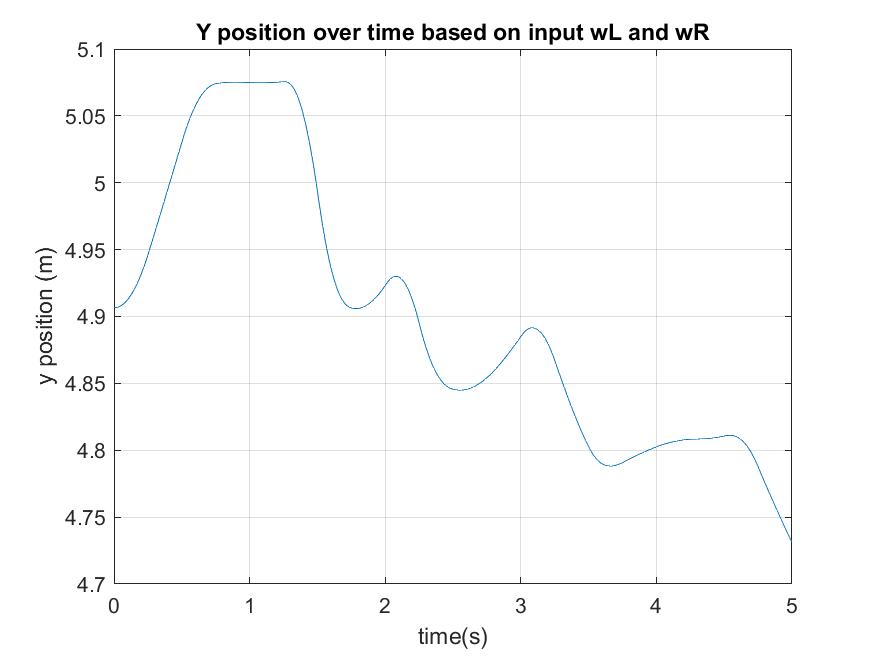 Y position over time based on input wL and wR
5.1
5.05
5
4.95
4.9
4.85
4.8
4.75
4.7
y position (m)
0 1 2 3 4 5
time(s)